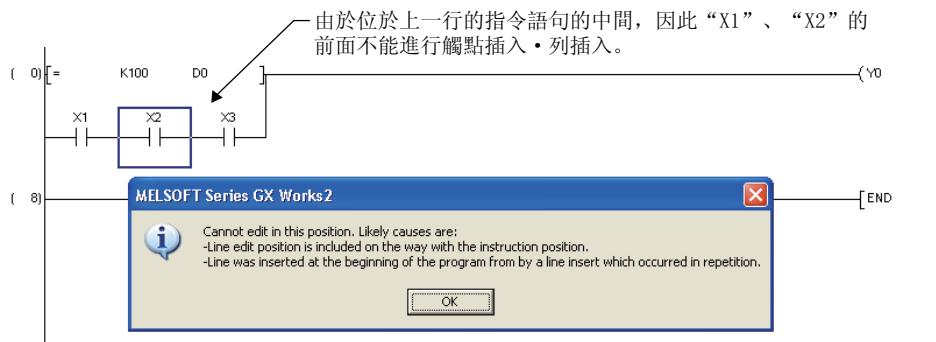 由於位於上一行的指令語句的中間，因此“X1”、“X2”的
前面不能進行觸點插入·列插入。
( 0) [= K100 D0 ] (Y0
X1 X2 X3
( 8) [END
MELSOFT Series GX Works2
Cannot edit in this position. Likely causes are:
-Line edit position is included on the way with the instruction position.
-Line was inserted at the beginning of the program from by a line insert which occurred in repetition.
OK